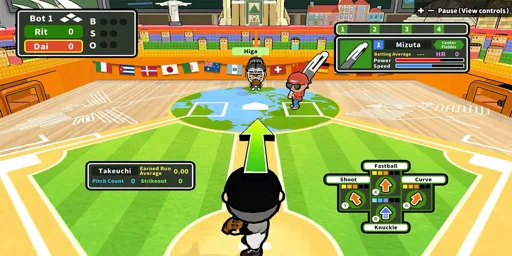 + - Pause (View controls)
Bot 1
Rit 0
Dai 0
B
S
O
1 2 3 4
1 Mizuta Center Fielder
Batting Average --- HR 0
Power
Speed
Higa
Takeuchi Earned Run Average 0.00
Pitch Count 0 Strikeout 0
Fastball
Shoot
Curve
Knuckle